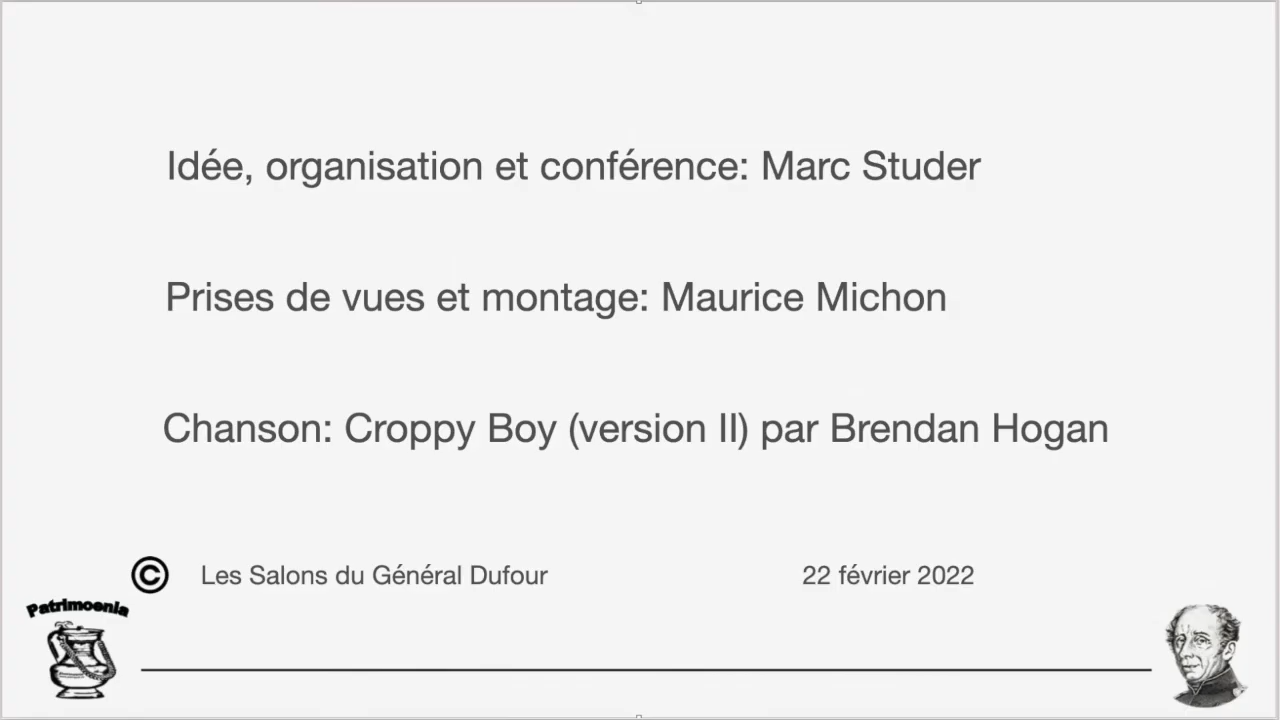 Idée, organisation et conférence: Marc Studer
Prises de vues et montage: Maurice Michon
Chanson: Croppy Boy (version II) par Brendan Hogan
© Les Salons du Général Dufour 22 février 2022
Patrimoenia